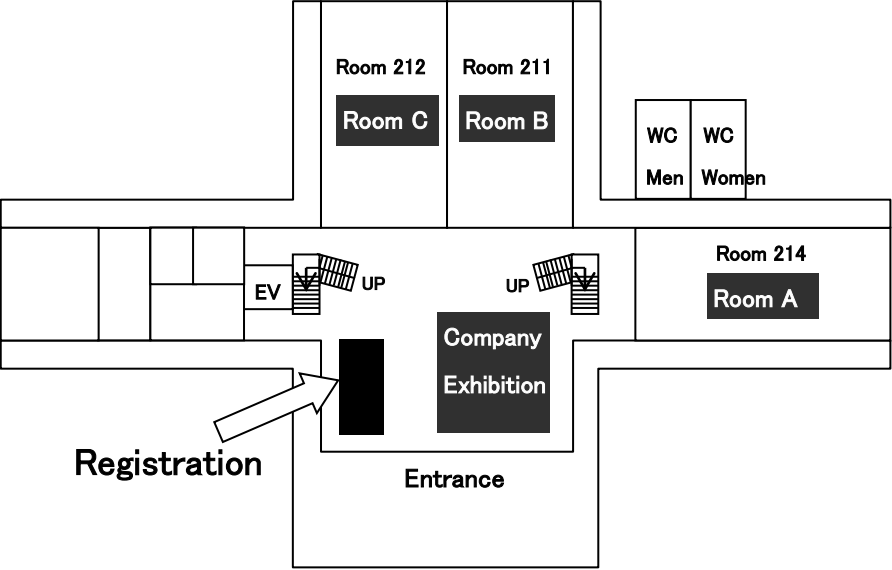 Room 212
Room 211
Room C
Room B
WC
Men
WC
Women
Room 214
Room A
EV
UP
UP
Company
Exhibition
Registration
Entrance